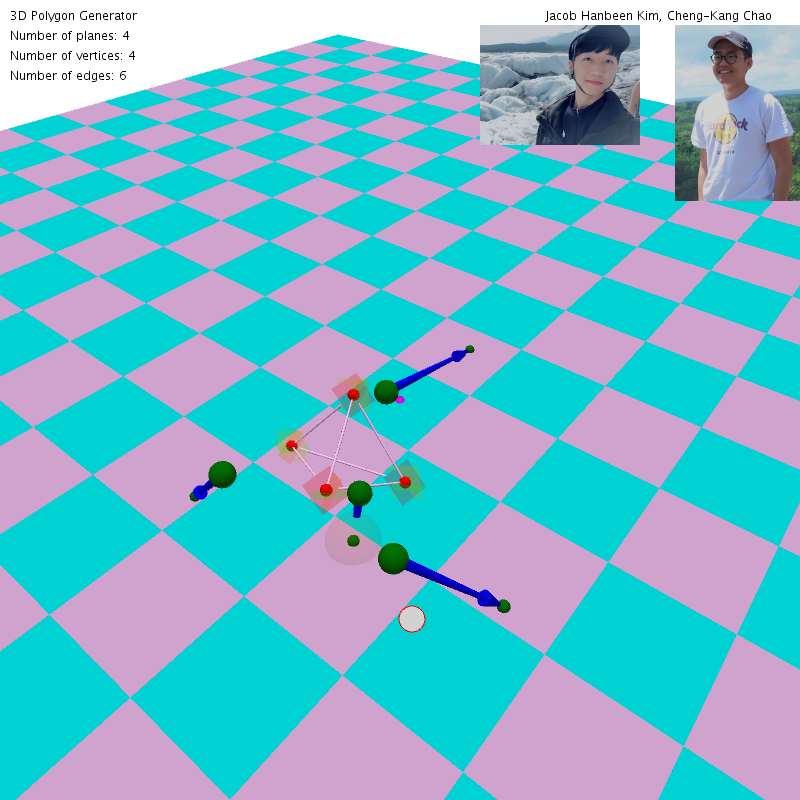 3D Polygon Generator
Jacob Hanbeen Kim, Cheng-Kang Chao
Number of planes: 4
Number of vertices: 4
Number of edges: 6